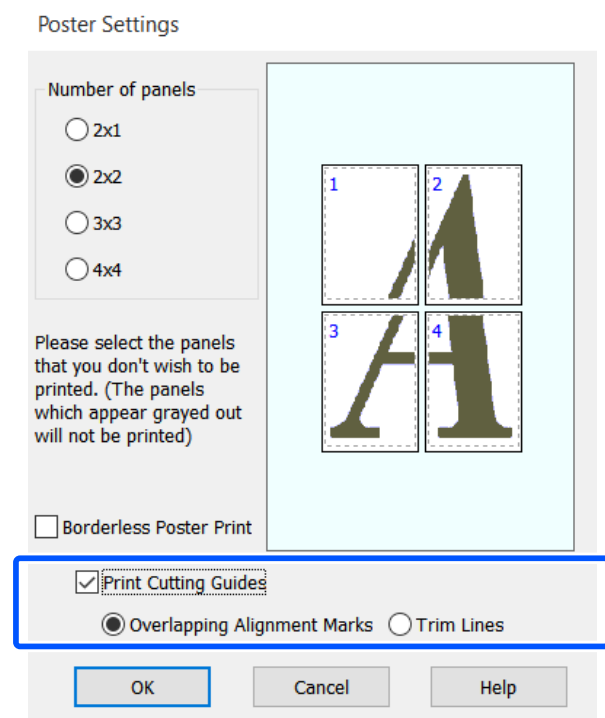 Poster Settings
Number of panels
2x1
2x2
3x3
4x4
1
2
3
4
Please select the panels
that you don't wish to be
printed. (The panels
which appear grayed out
will not be printed)
Borderless Poster Print
Print Cutting Guides
Overlapping Alignment Marks Trim Lines
OK Cancel Help